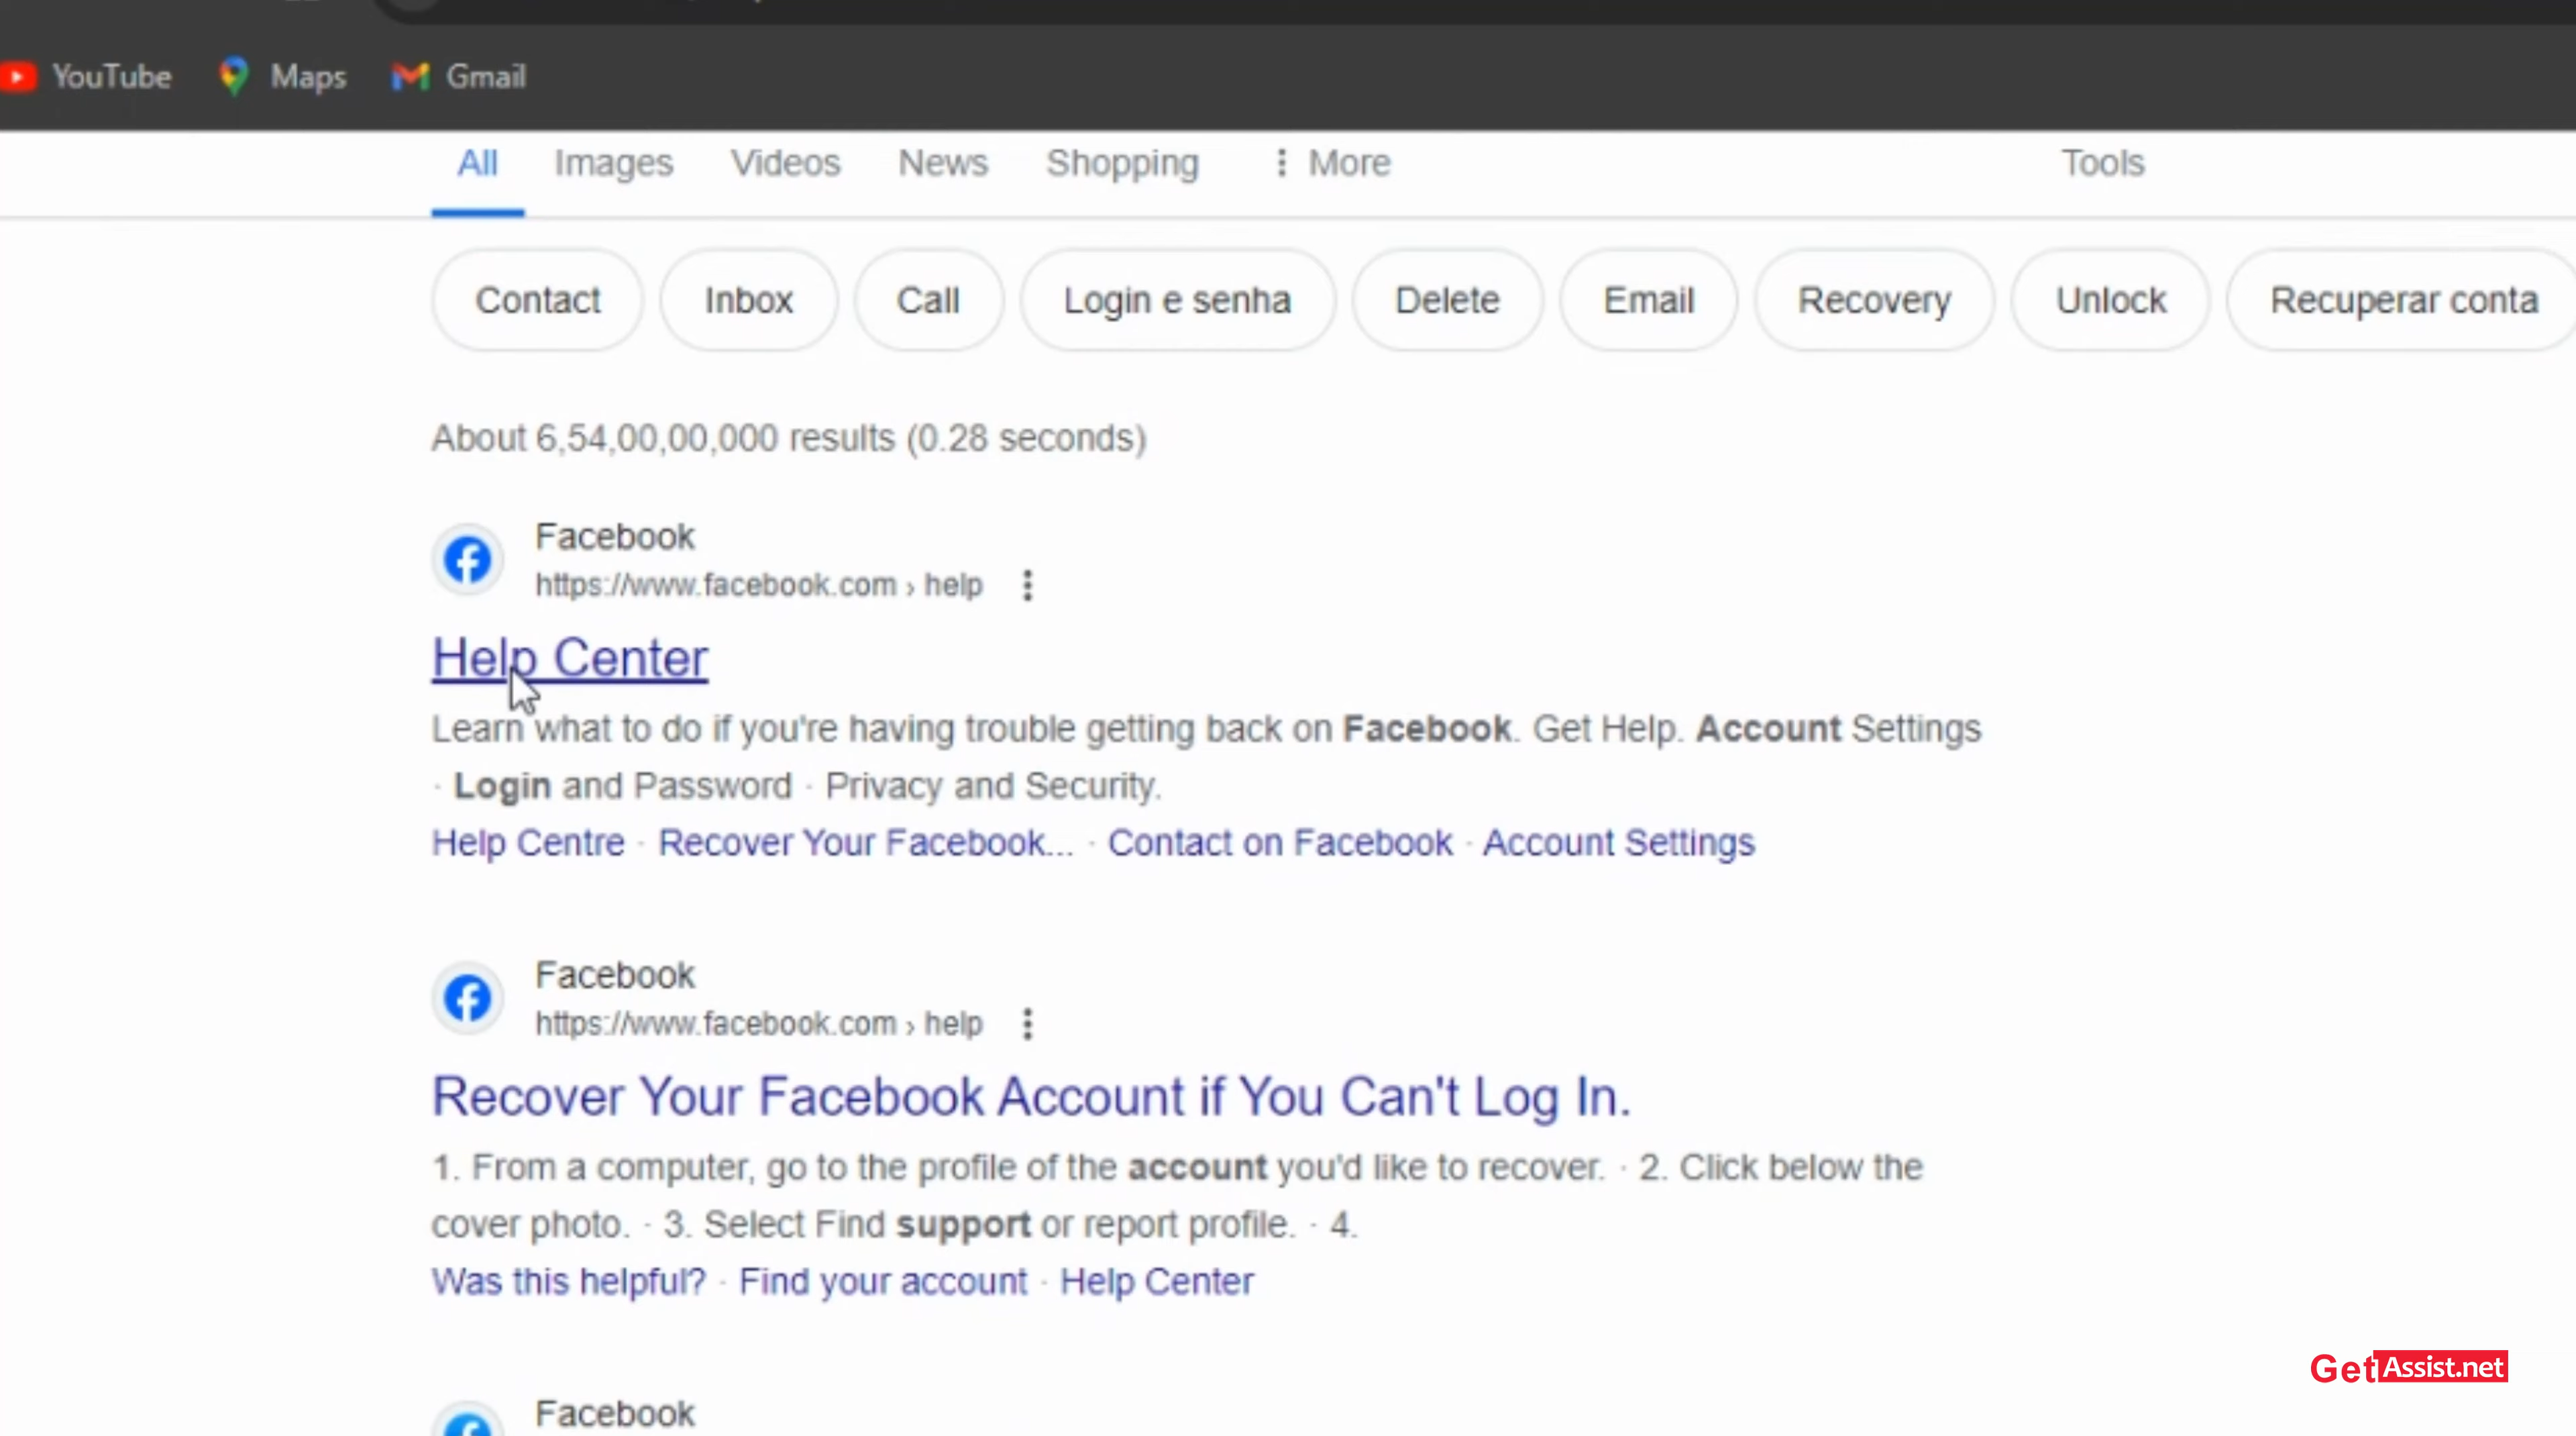 YouTube Maps Gmail
All Images Videos News Shopping More Tools
Contact Inbox Call Login e senha Delete Email Recovery Unlock Recuperar conta
About 6,54,00,00,000 results (0.28 seconds)
Facebook
https://www.facebook.com › help
Help Center
Learn what to do if you're having trouble getting back on Facebook. Get Help. Account Settings
· Login and Password · Privacy and Security.
Help Centre · Recover Your Facebook... · Contact on Facebook · Account Settings
Facebook
https://www.facebook.com › help
Recover Your Facebook Account if You Can't Log In.
1. From a computer, go to the profile of the account you'd like to recover. · 2. Click below the
cover photo. · 3. Select Find support or report profile. · 4.
Was this helpful? · Find your account · Help Center
GetAssist.net
Facebook